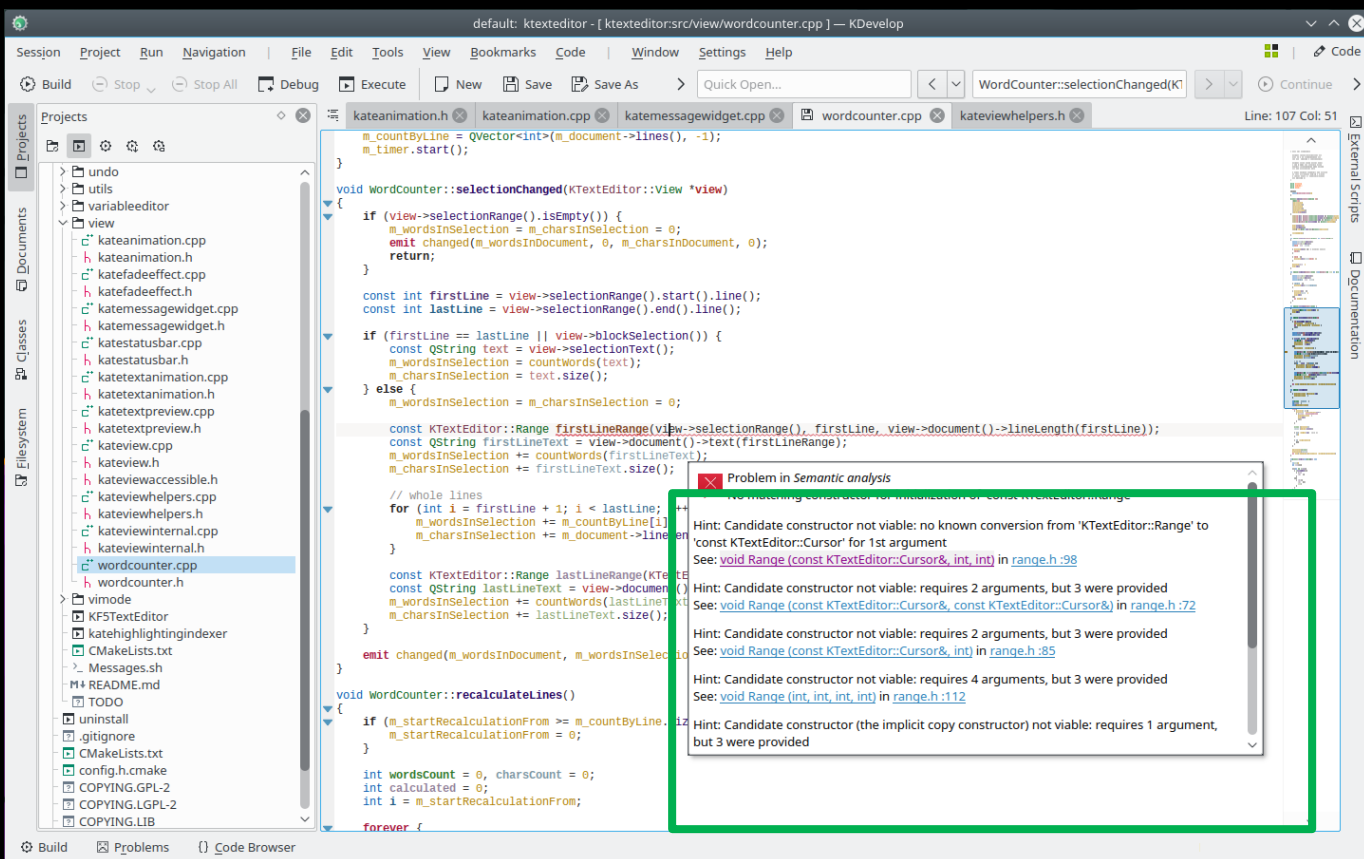 default: ktexteditor - [ ktexteditor:src/view/wordcounter.cpp ] — KDevelop
Session Project Run Navigation | File Edit Tools View Bookmarks Code | Window Settings Help | Code
Build Stop Stop All Debug Execute New Save Save As Quick Open... WordCounter::selectionChanged(KT Continue
Projects
kateanimation.h kateanimation.cpp katemessagewidget.cpp wordcounter.cpp kateviewhelpers.h Line: 107 Col: 51
Projects
Documents
Classes
Filesystem
undo
utils
variableeditor
view
kateanimation.cpp
kateanimation.h
katefadeeffect.cpp
katefadeeffect.h
katemessagewidget.cpp
katemessagewidget.h
katestatusbar.cpp
katestatusbar.h
katetextanimation.cpp
katetextanimation.h
katetextpreview.cpp
katetextpreview.h
kateview.cpp
kateview.h
kateviewaccessible.h
kateviewhelpers.cpp
kateviewhelpers.h
kateviewinternal.cpp
kateviewinternal.h
wordcounter.cpp
wordcounter.h
vimode
KF5TextEditor
katehighlightingindexer
CMakeLists.txt
Messages.sh
README.md
TODO
uninstall
.gitignore
CMakeLists.txt
config.h.cmake
COPYING.GPL-2
COPYING.LGPL-2
COPYING.LIB
m_countByLine = QVector<int>(m_document->lines(), -1);
m_timer.start();
}
void WordCounter::selectionChanged(KTextEditor::View *view)
{
if (view->selectionRange().isEmpty()) {
m_wordsInSelection = m_charsInSelection = 0;
emit changed(m_wordsInDocument, 0, m_charsInDocument, 0);
return;
}
const int firstLine = view->selectionRange().start().line();
const int lastLine = view->selectionRange().end().line();
if (firstLine == lastLine || view->blockSelection()) {
const QString text = view->selectionText();
m_wordsInSelection = countWords(text);
m_charsInSelection = text.size();
} else {
m_wordsInSelection = m_charsInSelection = 0;
const KTextEditor::Range firstLineRange(view->selectionRange(), firstLine, view->document()->lineLength(firstLine));
const QString firstLineText = view->document()->text(firstLineRange);
m_wordsInSelection += countWords(firstLineText);
m_charsInSelection += firstLineText.size();
// whole lines
for (int i = firstLine + 1; i < lastLine; ++
m_wordsInSelection += m_countByLine[i]
m_charsInSelection += m_document->line en
}
const KTextEditor::Range lastLineRange(KTe tE
const QString lastLineText = view->documen ()
m_wordsInSelection += countWords(lastLineT xt
m_charsInSelection += lastLineText.size();
}
emit changed(m_wordsInDocument, m_wordsInSelec io
}
void WordCounter::recalculateLines()
{
if (m_startRecalculationFrom >= m_countByLine. iz
m_startRecalculationFrom = 0;
}
int wordsCount = 0, charsCount = 0;
int calculated = 0;
int i = m_startRecalculationFrom;
forever {
Problem in Semantic analysis
No matching constructor for initialization of 'const KTextEditor::Range'
Hint: Candidate constructor not viable: no known conversion from 'KTextEditor::Range' to
'const KTextEditor::Cursor' for 1st argument
See: void Range (const KTextEditor::Cursor&, int, int) in range.h :98
Hint: Candidate constructor not viable: requires 2 arguments, but 3 were provided
See: void Range (const KTextEditor::Cursor&, const KTextEditor::Cursor&) in range.h :72
Hint: Candidate constructor not viable: requires 2 arguments, but 3 were provided
See: void Range (const KTextEditor::Cursor&, int) in range.h :85
Hint: Candidate constructor not viable: requires 4 arguments, but 3 were provided
See: void Range (int, int, int, int) in range.h :112
Hint: Candidate constructor (the implicit copy constructor) not viable: requires 1 argument,
but 3 were provided
External Scripts
Documentation
Build Problems {} Code Browser